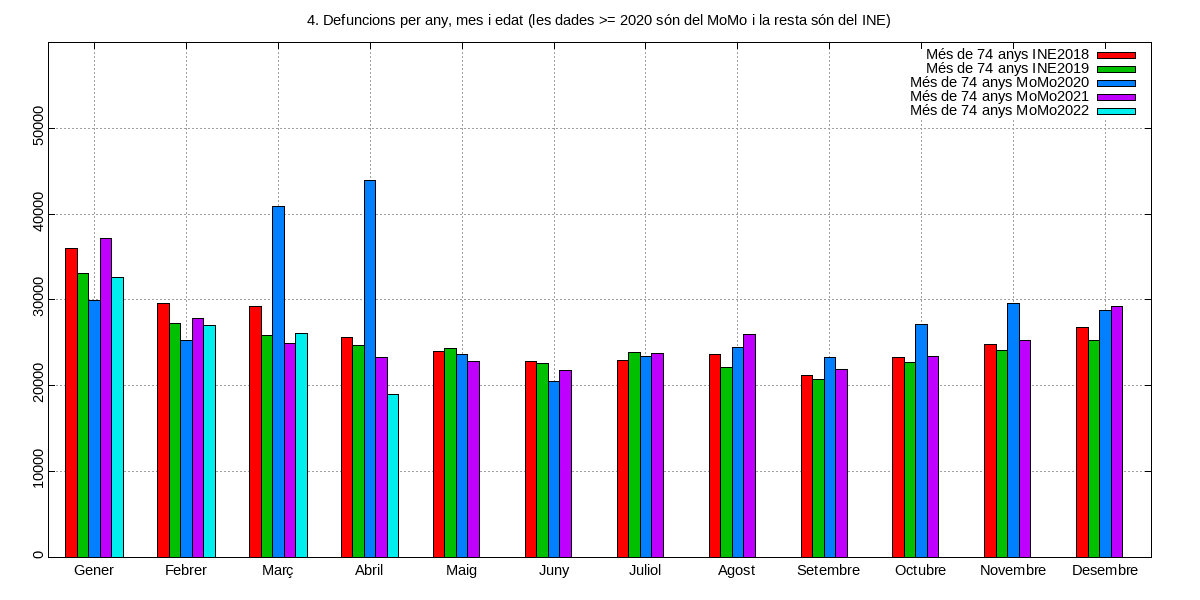 4. Defuncions per any, mes i edat (les dades >= 2020 són del MoMo i la resta són del INE)
Més de 74 anys INE2018
Més de 74 anys INE2019
Més de 74 anys MoMo2020
Més de 74 anys MoMo2021
Més de 74 anys MoMo2022
50000
40000
30000
20000
10000
0
Gener Febrer Març Abril Maig Juny Juliol Agost Setembre Octubre Novembre Desembre